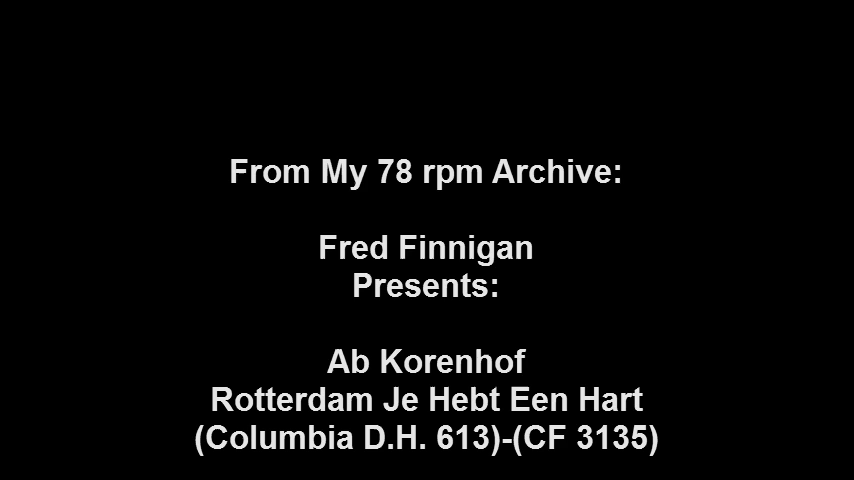 From My 78 rpm Archive:
Fred Finnigan
Presents:
Ab Korenhof
Rotterdam Je Hebt Een Hart
(Columbia D.H. 613)-(CF 3135)